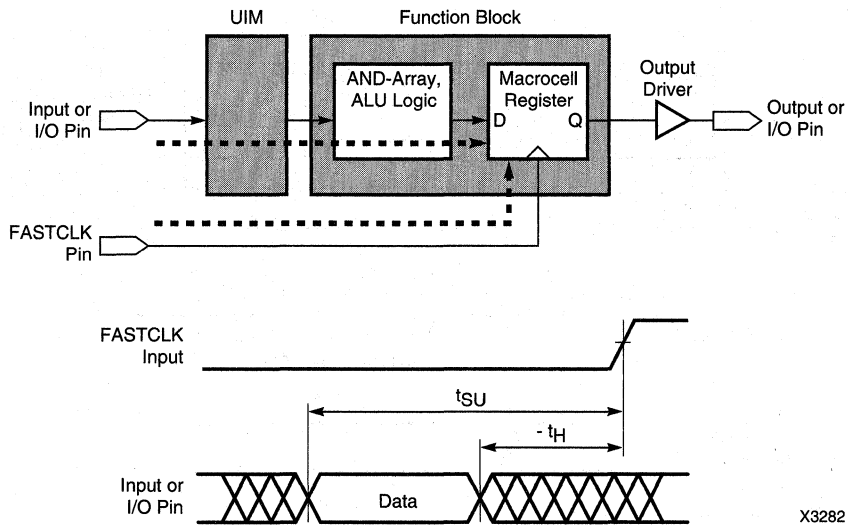 UIM
Function Block
AND-Array,
ALU Logic
Macrocell
Register
D
Q
Output
Driver
Input or
I/O Pin
Output or
I/O Pin
FASTCLK
Pin
FASTCLK
Input
tSU
- tH
Input or
I/O Pin
Data
X3282